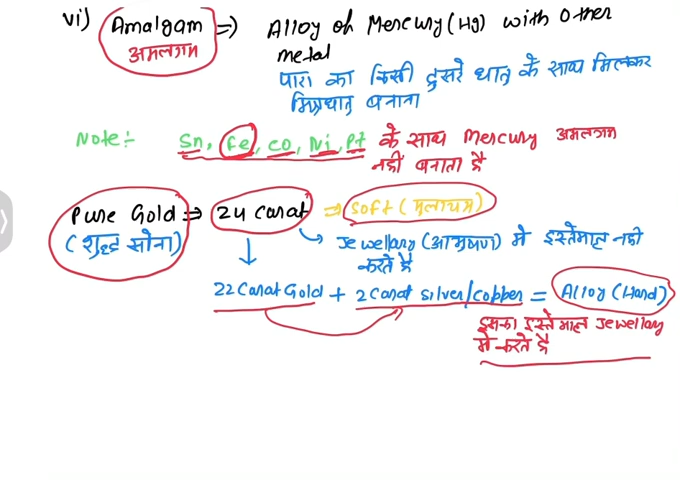 vi) Amalgam ⇒ Alloy of Mercury (Hg) with other
metal
अमलगम
पारा का किसी दुसरे धातु के साथ मिलकर
मिश्रधातु बनाना
Note:- Sn, Fe, Co, Ni, Pt के साथ Mercury अमलगम
नहीं बनाता है
Pure Gold ⇒ 24 Carat ⇒ Soft (मुलायम)
(शुद्ध सोना)
Jewellary (आभुषण) में इस्तेमाल नही
करते है
22 Carat Gold + 2 Carat Silver/Copber = Alloy (Hard)
इसका इस्तेमाल Jewellary
में करते है